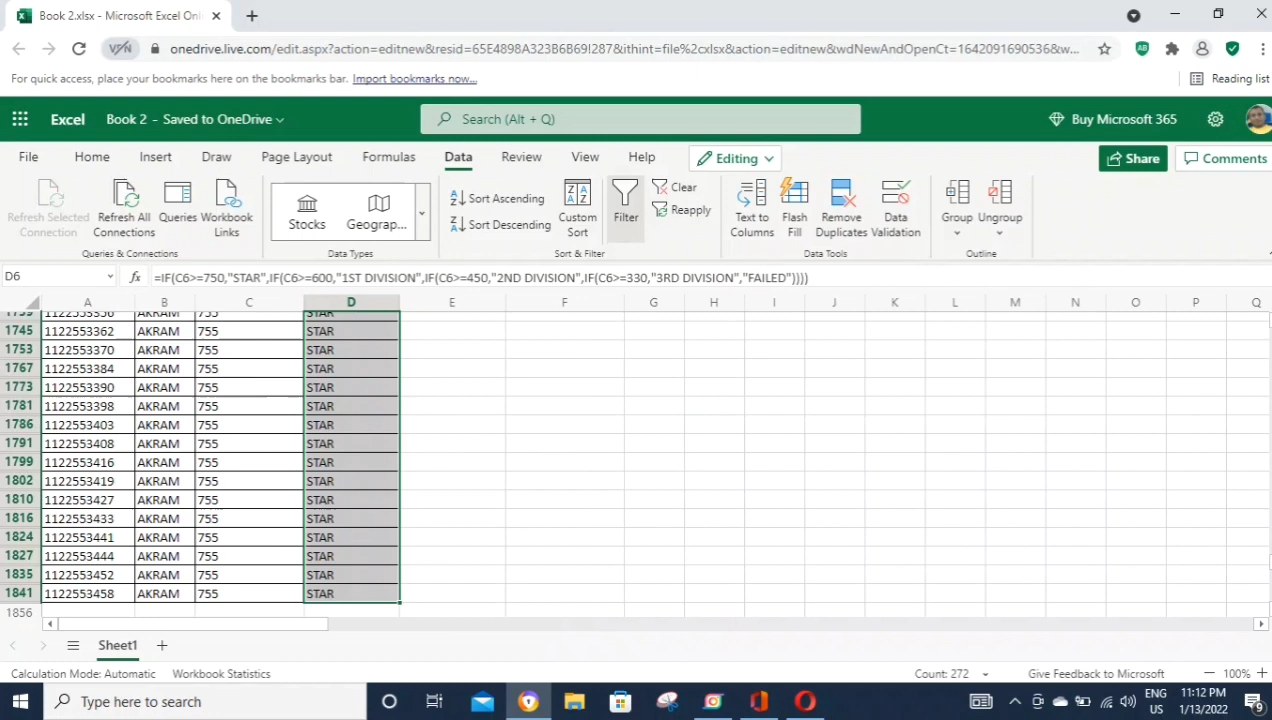 Book 2.xlsx - Microsoft Excel Onl
VPN
onedrive.live.com/edit.aspx?action=editnew&resid=65E4898A323B6B69!287&ithint=file%2cxlsx&action=editnew&wdNewAndOpenCt=1642091690536&w...
For quick access, place your bookmarks here on the bookmarks bar. Import bookmarks now...
Reading list
Excel Book 2 - Saved to OneDrive
Search (Alt + Q)
Buy Microsoft 365
File Home Insert Draw Page Layout Formulas Data Review View Help Editing Share Comments
Refresh Selected Connection
Refresh All Connections
Queries
Workbook Links
Stocks
Geograp...
Sort Ascending
Sort Descending
Custom Sort
Filter
Clear
Reapply
Text to Columns
Flash Fill
Remove Duplicates
Data Validation
Group
Ungroup
Queries & Connections Data Types Sort & Filter Data Tools Outline
D6 fx =IF(C6>=750,"STAR",IF(C6>=600,"1ST DIVISION",IF(C6>=450,"2ND DIVISION",IF(C6>=330,"3RD DIVISION","FAILED"))))
A B C D E F G H I J K L M N O P Q
1739 1122553356 AKRAM 755 STAR
1745 1122553362 AKRAM 755 STAR
1753 1122553370 AKRAM 755 STAR
1767 1122553384 AKRAM 755 STAR
1773 1122553390 AKRAM 755 STAR
1781 1122553398 AKRAM 755 STAR
1786 1122553403 AKRAM 755 STAR
1791 1122553408 AKRAM 755 STAR
1799 1122553416 AKRAM 755 STAR
1802 1122553419 AKRAM 755 STAR
1810 1122553427 AKRAM 755 STAR
1816 1122553433 AKRAM 755 STAR
1824 1122553441 AKRAM 755 STAR
1827 1122553444 AKRAM 755 STAR
1835 1122553452 AKRAM 755 STAR
1841 1122553458 AKRAM 755 STAR
1856
Sheet1
Calculation Mode: Automatic Workbook Statistics Count: 272 Give Feedback to Microsoft 100%
Type here to search
ENG 11:12 PM
US 1/13/2022
9